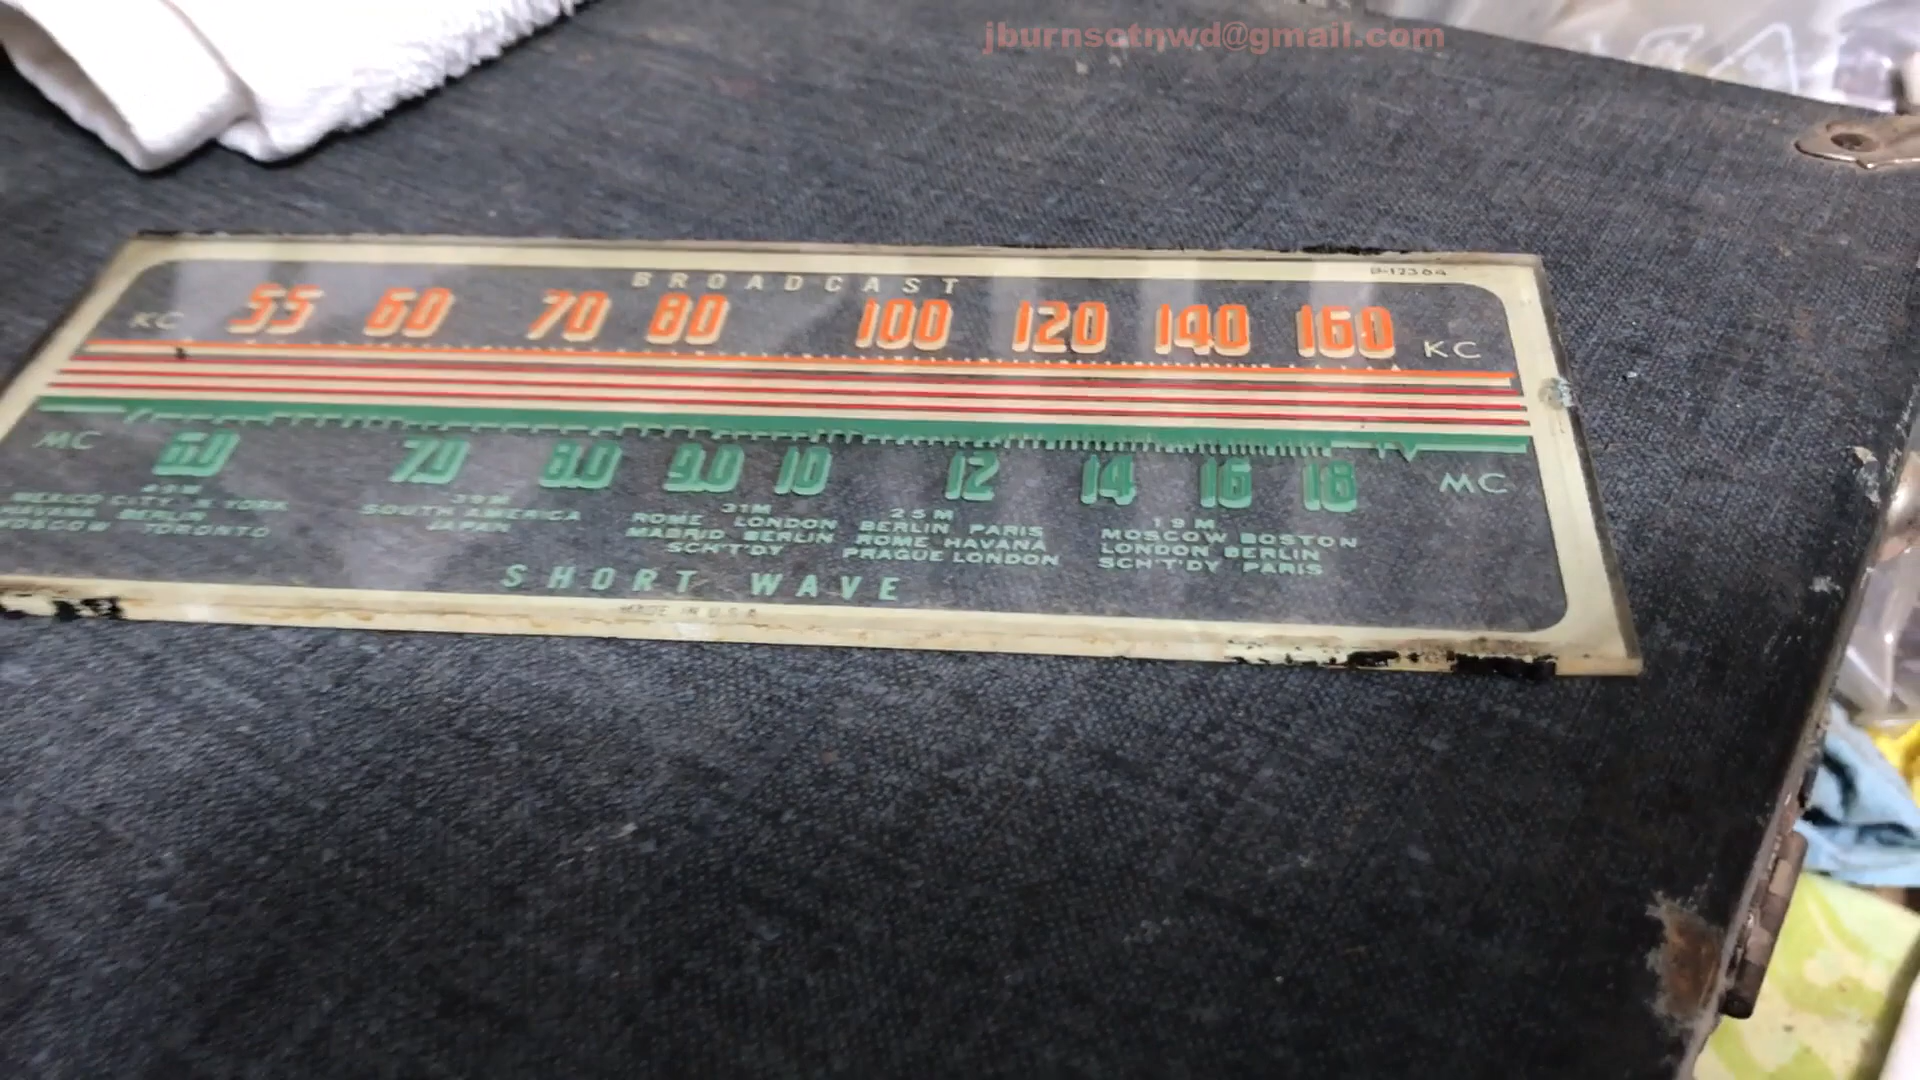 jburnsctnwd@gmail.com
B-12364
BROADCAST
KC 55 60 70 80 100 120 140 160 KC
MC 6.0 7.0 8.0 9.0 10 12 14 16 18 MC
49M 39M 31M 25M 19M
MEXICO CITY, N. YORK SOUTH AMERICA ROME LONDON BERLIN PARIS MOSCOW BOSTON
HAVANA BERLIN JAPAN MADRID BERLIN ROME HAVANA LONDON BERLIN
MOSCOW TORONTO SCH'T'DY PRAGUE LONDON SCH'T'DY PARIS
SHORT WAVE
MADE IN U.S.A.